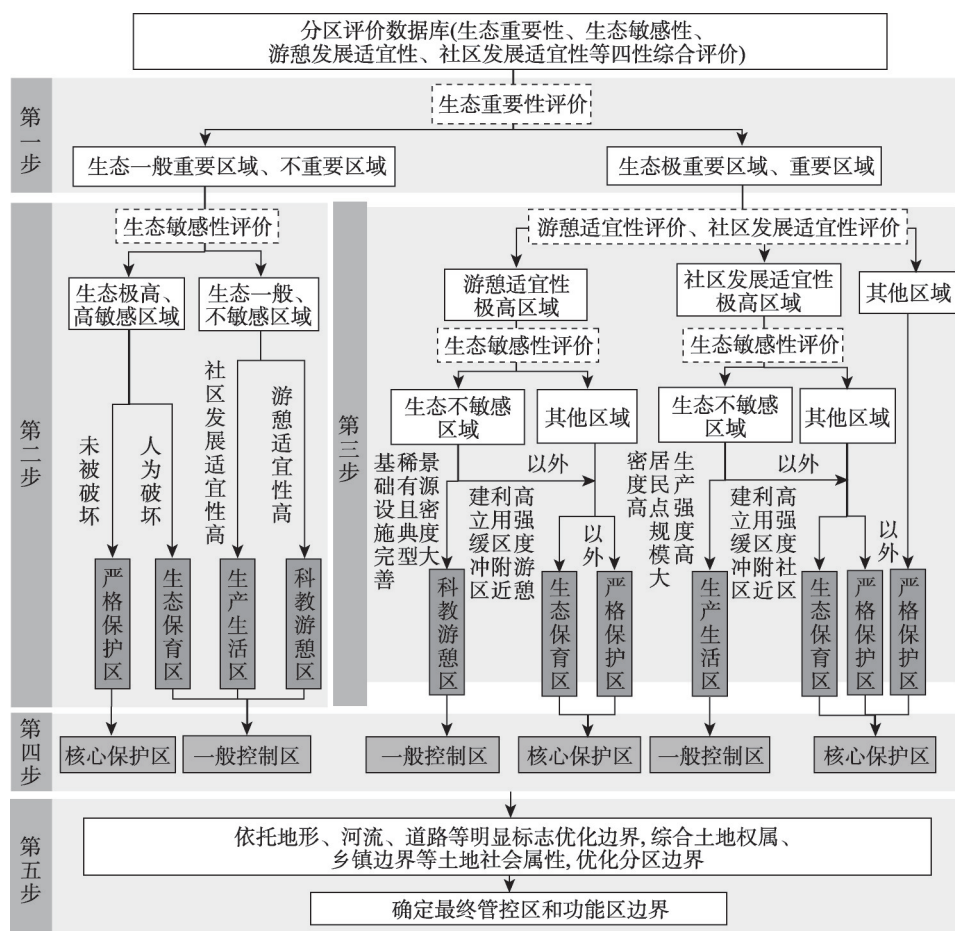 分区评价数据库(生态重要性、生态敏感性、
游憩发展适宜性、社区发展适宜性等四性综合评价)
第一步
生态重要性评价
生态一般重要区域、不重要区域
生态极重要区域、重要区域
第二步
生态敏感性评价
生态极高、
高敏感区域
生态一般、
不敏感区域
未被破坏
人为破坏
社区发展适宜性高
游憩适宜性高
严格保护区
生态保育区
生产生活区
科教游憩区
第三步
游憩适宜性评价、社区发展适宜性评价
游憩适宜性
极高区域
社区发展适宜性
极高区域
其他区域
生态敏感性评价
生态敏感性评价
生态不敏感
区域
其他区域
生态不敏感
区域
其他区域
景源密度大
稀有且典型
基础设施完善
以外
高强度游憩
利用区附近
建立缓冲区
以外
生产强度高
居民点规模大
密度高
以外
高强度社区
利用区附近
建立缓冲区
以外
科教游憩区
生态保育区
严格保护区
生产生活区
生态保育区
严格保护区
严格保护区
第四步
核心保护区
一般控制区
一般控制区
核心保护区
一般控制区
核心保护区
第五步
依托地形、河流、道路等明显标志优化边界, 综合土地权属、
乡镇边界等土地社会属性, 优化分区边界
确定最终管控区和功能区边界